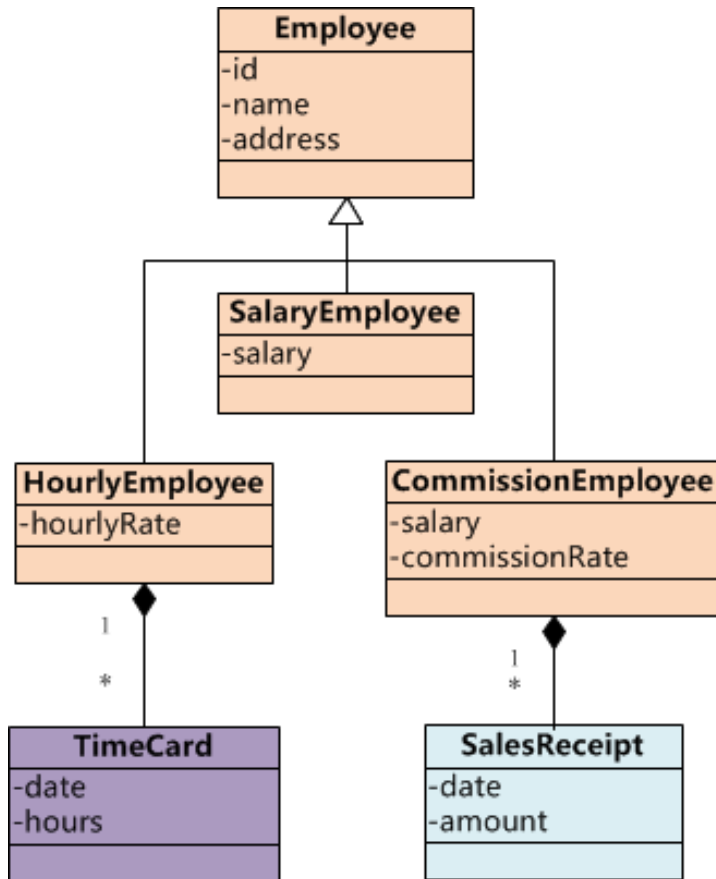 Employee
-id
-name
-address
SalaryEmployee
-salary
HourlyEmployee
-hourlyRate
CommissionEmployee
-salary
-commissionRate
1
*
1
*
TimeCard
-date
-hours
SalesReceipt
-date
-amount